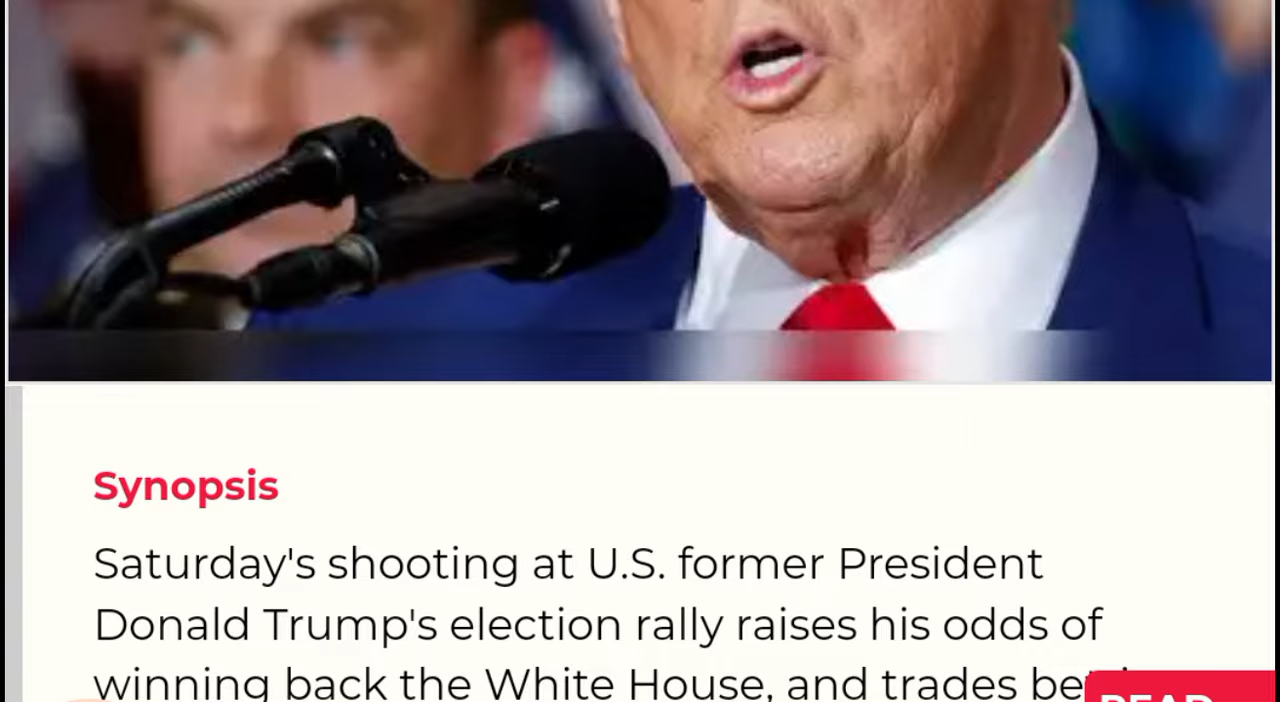 Synopsis
Saturday's shooting at U.S. former President
Donald Trump's election rally raises his odds of
winning back the White House, and trades
READ